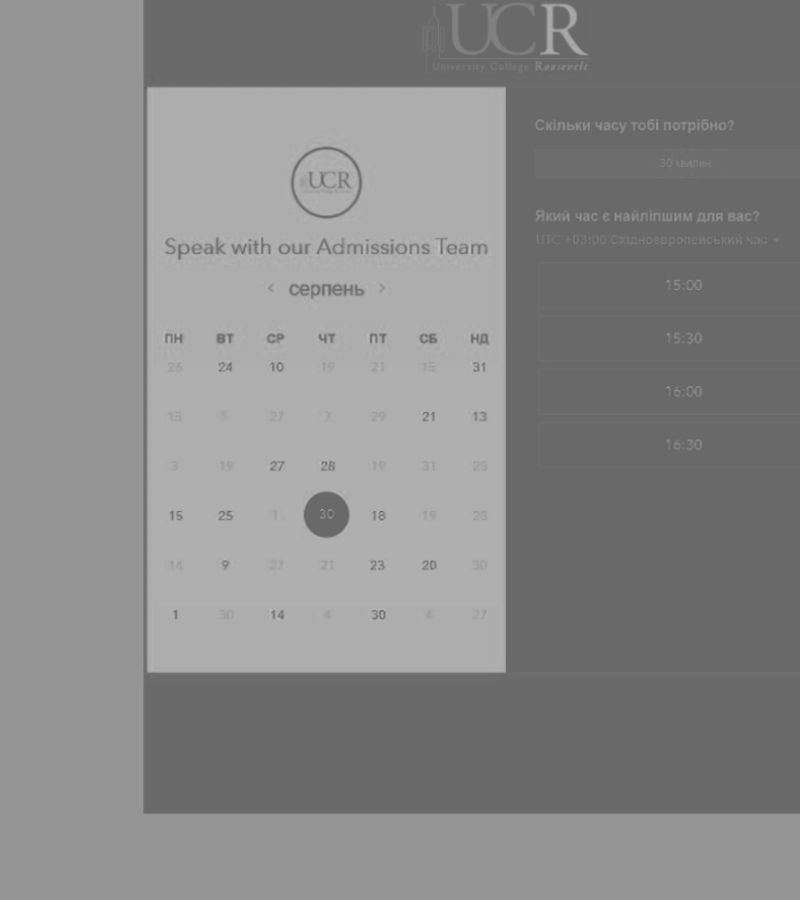 UCR
University College Roosevelt
UCR
Speak with our Admissions Team
< серпень >
ПН ВТ СР ЧТ ПТ СБ НД
26 24 10 19 21 15 31
15 27 7 29 21 13
3 19 27 28 19 31 28
15 25 1 30 18 19 28
14 9 27 21 23 20 30
1 30 14 4 30 27
Скільки часу тобі потрібно?
30 хвилин
Який час є найліпшим для вас?
UTC +03:00 Східноєвропейський час
15:00
15:30
16:00
16:30